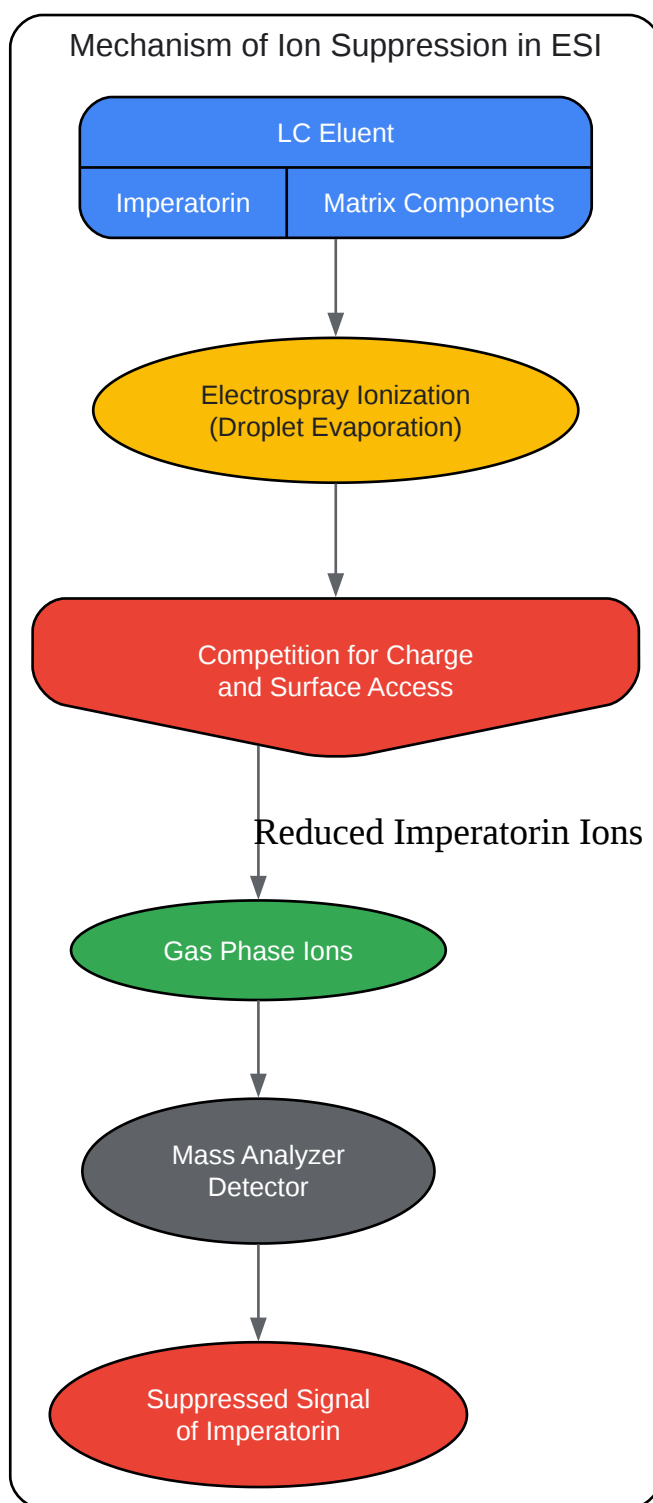 Mechanism of Ion Suppression in ESI
LC Eluent
Imperatorin
Matrix Components
Electrospray Ionization
(Droplet Evaporation)
Competition for Charge
and Surface Access
Reduced Imperatorin Ions
Gas Phase Ions
Mass Analyzer
Detector
Suppressed Signal
of Imperatorin